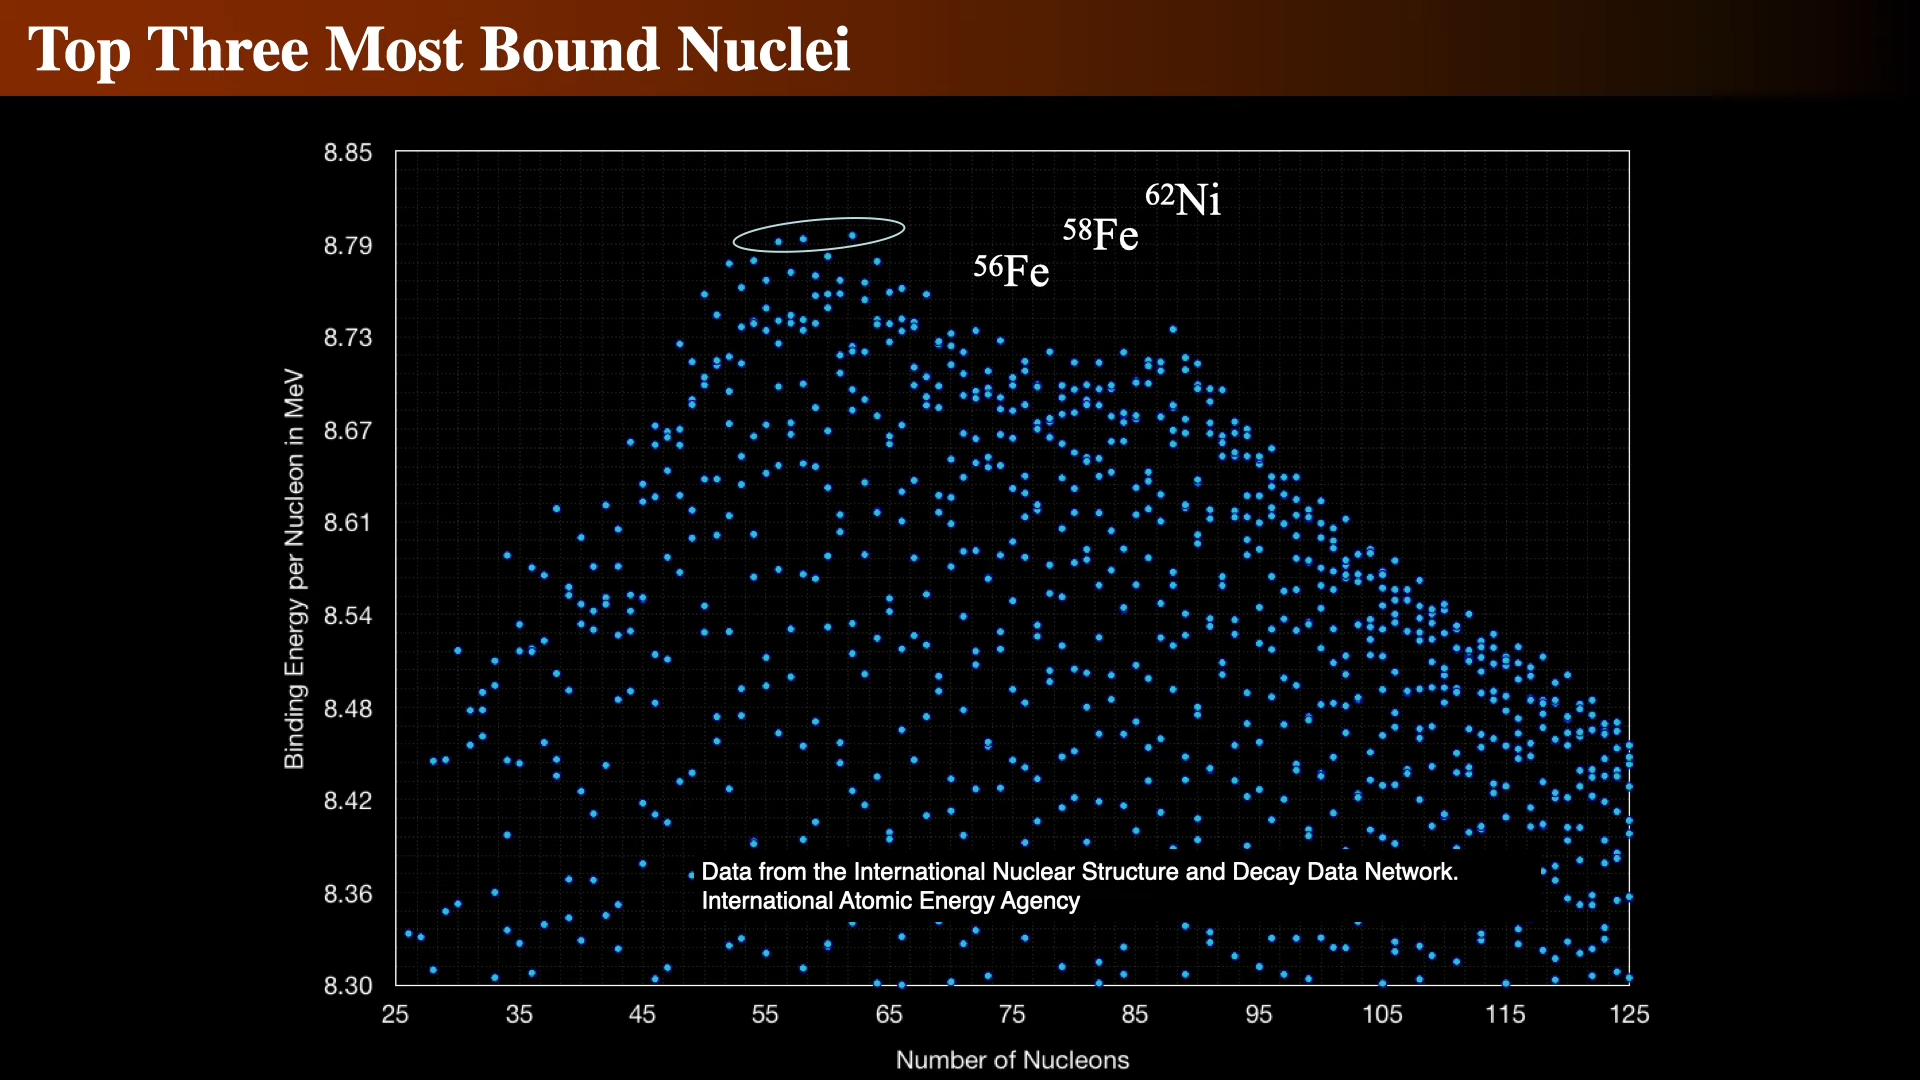 Top Three Most Bound Nuclei
8.85
⁶²Ni
8.79
⁵⁸Fe
⁵⁶Fe
8.73
8.67
8.61
Binding Energy per Nucleon in MeV
8.54
8.48
8.42
Data from the International Nuclear Structure and Decay Data Network.
International Atomic Energy Agency
8.36
8.30
25 35 45 55 65 75 85 95 105 115 125
Number of Nucleons